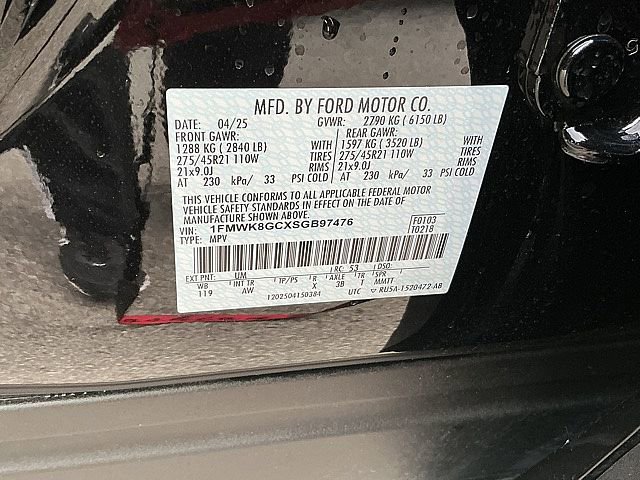 MFD. BY FORD MOTOR CO.
DATE: 04/25 GVWR: 2790 KG ( 6150 LB)
FRONT GAWR: REAR GAWR:
1288 KG ( 2840 LB) WITH 1597 KG ( 3520 LB) WITH
275/45R21 110W TIRES 275/45R21 110W TIRES
21x9.0J RIMS 21x9.0J RIMS
AT 230 kPa/ 33 PSI COLD AT 230 kPa/ 33 PSI COLD
THIS VEHICLE CONFORMS TO ALL APPLICABLE FEDERAL MOTOR
VEHICLE SAFETY STANDARDS IN EFFECT ON THE DATE OF
MANUFACTURE SHOWN ABOVE.
1FMWK8GCXSGB97476 F0103
TYPE: MPV T0218
EXT PNT: UM RC: 53 DSO:
WB INT TR TP/PS R AXLE TR SPR
119 AW X 3B 1 MMTF
1202504150384 UTC ▽ RU5A-1520472-AB